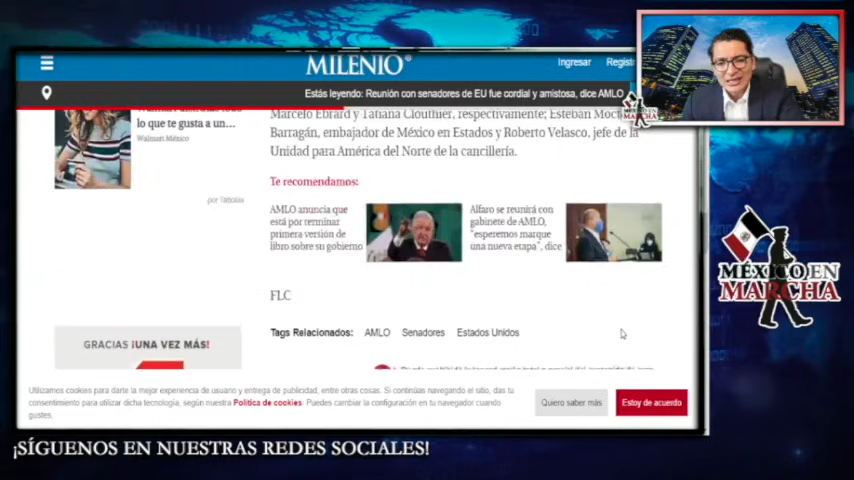 MILENIO
Ingresar
Estás leyendo: Reunión con senadores de EU fue cordial y amistosa, dice AMLO
lo que te gusta a un...
Walmart México
por Taboola
Marcelo Ebrard y Tatiana Clouthier, respectivamente; Esteban
Barragán, embajador de México en Estados y Roberto Velasco, jefe de la
Unidad para América del Norte de la cancillería.
Te recomendamos:
AMLO anuncia que
está por terminar
primera versión de
libro sobre su gobierno
Alfaro se reunirá con
gabinete de AMLO,
"esperemos marque
una nueva etapa", dice
FLC
Tags Relacionados: AMLO Senadores Estados Unidos
GRACIAS ¡UNA VEZ MÁS!
Utilizamos cookies para darte la mejor experiencia de usuario y entrega de publicidad, entre otras cosas. Si continúas navegando el sitio, das tu
consentimiento para utilizar dicha tecnología, según nuestra Política de cookies. Puedes cambiar la configuración en tu navegador cuando
gustes.
Quiero saber más
Estoy de acuerdo
MÉXICO EN
MARCHA
MÉXICO EN
MARCHA
¡SÍGUENOS EN NUESTRAS REDES SOCIALES!